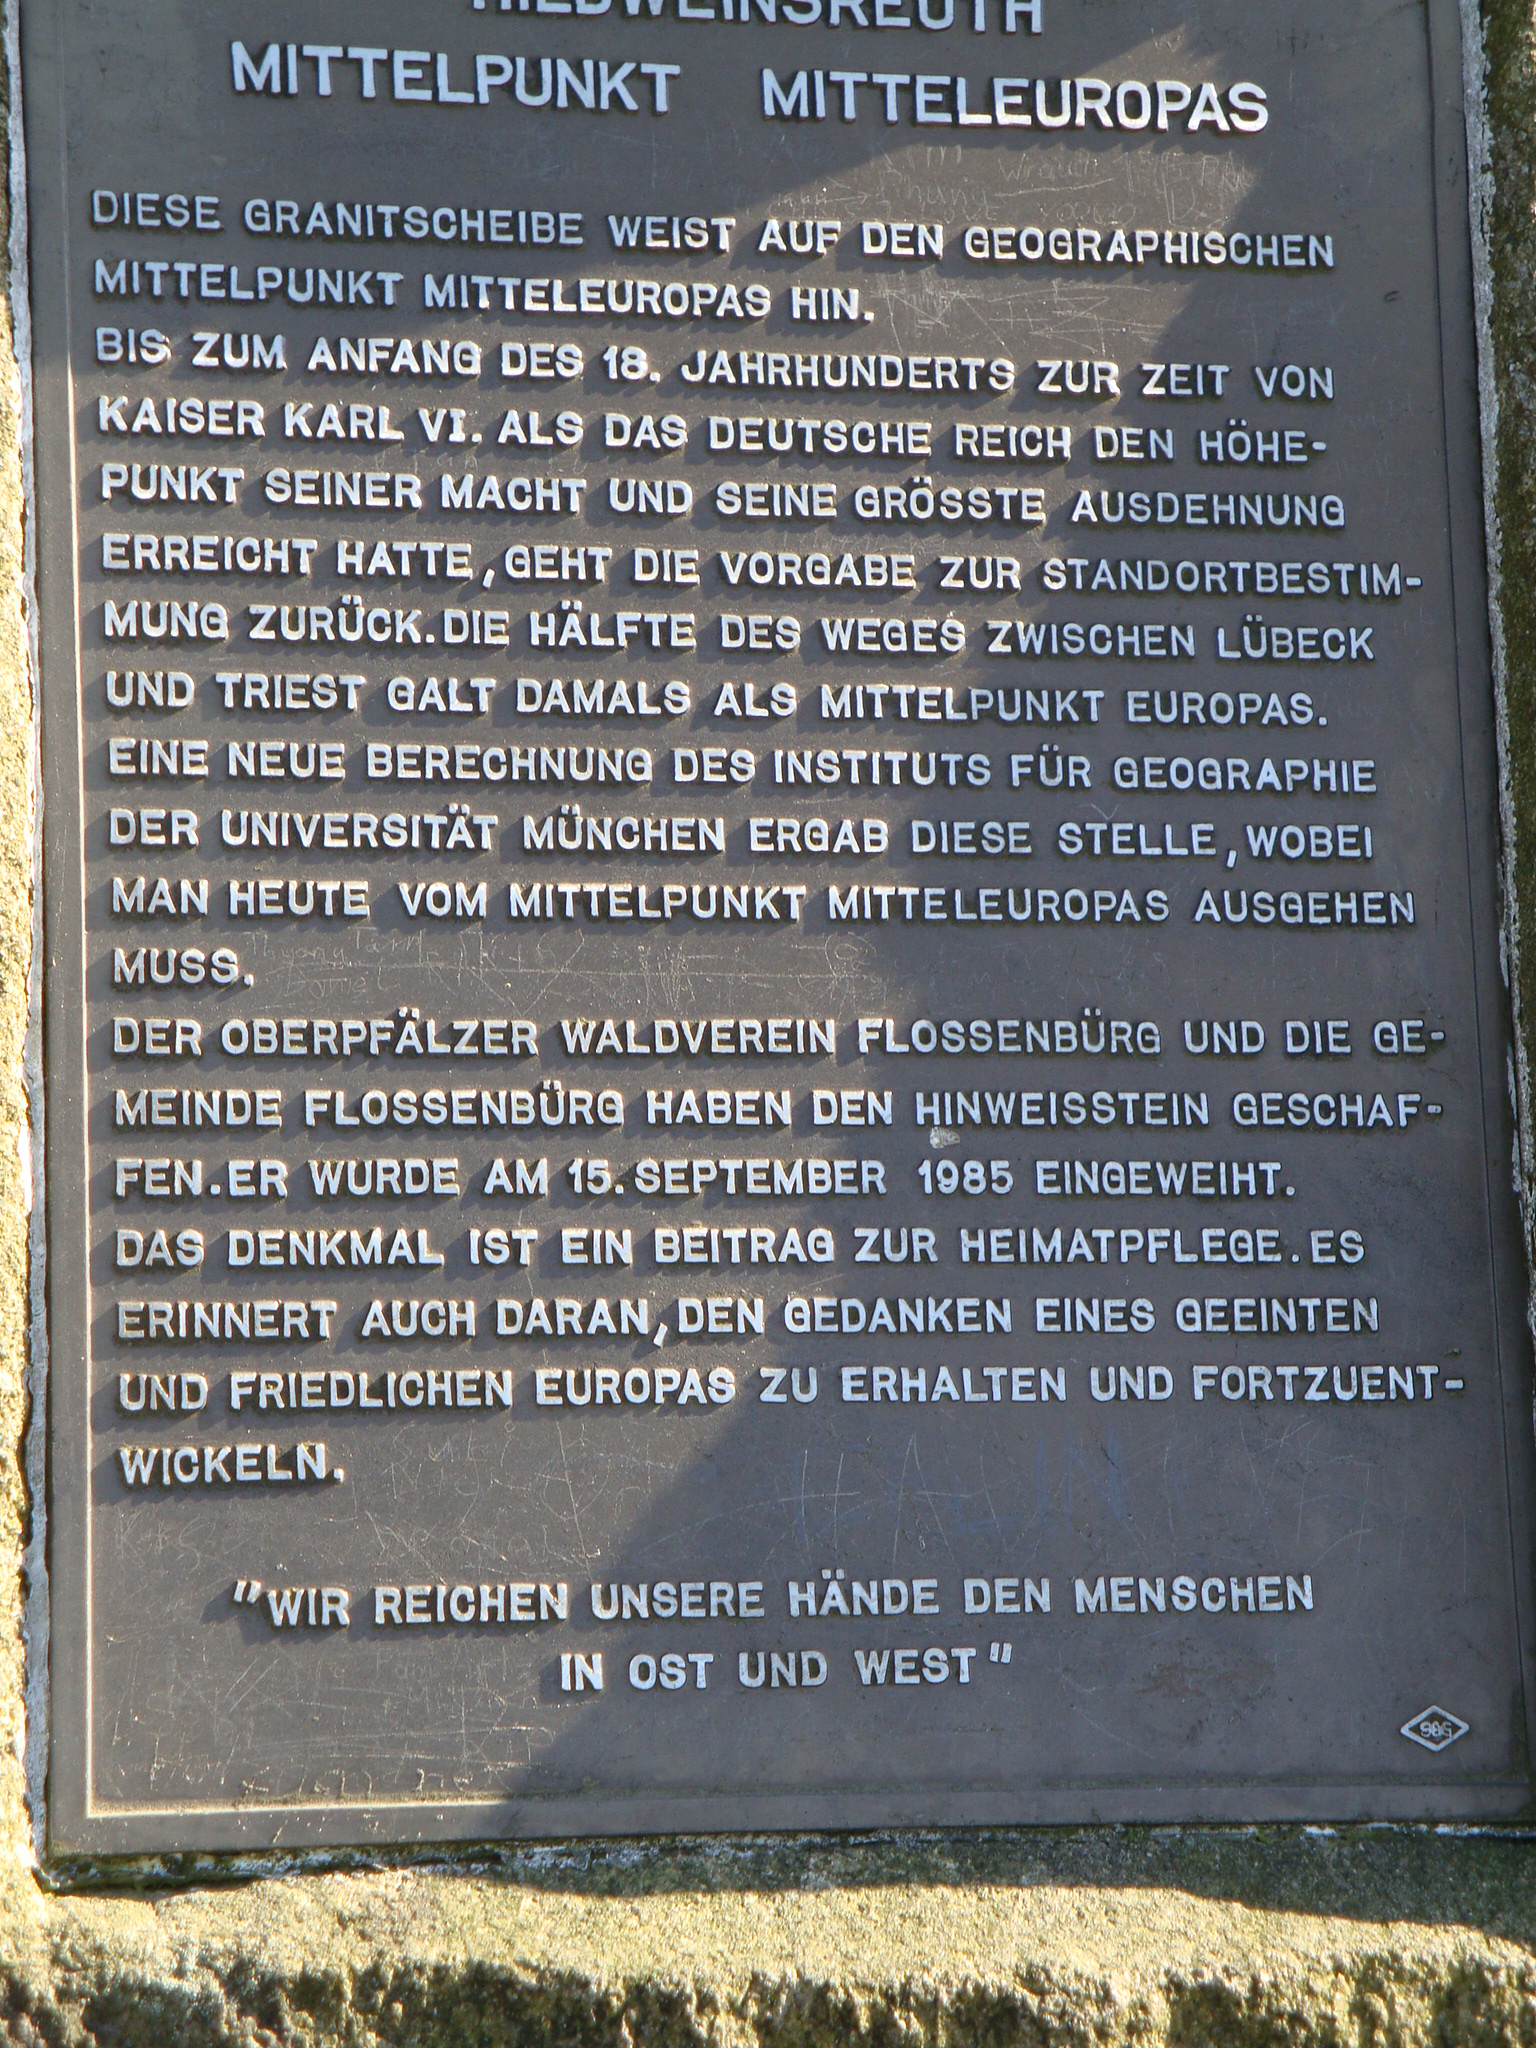 HILDWEINSREUTH
MITTELPUNKT MITTELEUROPAS
DIESE GRANITSCHEIBE WEIST AUF DEN GEOGRAPHISCHEN
MITTELPUNKT MITTELEUROPAS HIN.
BIS ZUM ANFANG DES 18. JAHRHUNDERTS ZUR ZEIT VON
KAISER KARL VI. ALS DAS DEUTSCHE REICH DEN HÖHE-
PUNKT SEINER MACHT UND SEINE GRÖSSTE AUSDEHNUNG
ERREICHT HATTE, GEHT DIE VORGABE ZUR STANDORTBESTIM-
MUNG ZURÜCK. DIE HÄLFTE DES WEGES ZWISCHEN LÜBECK
UND TRIEST GALT DAMALS ALS MITTELPUNKT EUROPAS.
EINE NEUE BERECHNUNG DES INSTITUTS FÜR GEOGRAPHIE
DER UNIVERSITÄT MÜNCHEN ERGAB DIESE STELLE, WOBEI
MAN HEUTE VOM MITTELPUNKT MITTELEUROPAS AUSGEHEN
MUSS.
DER OBERPFÄLZER WALDVEREIN FLOSSENBÜRG UND DIE GE-
MEINDE FLOSSENBÜRG HABEN DEN HINWEISSTEIN GESCHAF-
FEN. ER WURDE AM 15. SEPTEMBER 1985 EINGEWEIHT.
DAS DENKMAL IST EIN BEITRAG ZUR HEIMATPFLEGE. ES
ERINNERT AUCH DARAN, DEN GEDANKEN EINES GEEINTEN
UND FRIEDLICHEN EUROPAS ZU ERHALTEN UND FORTZUENT-
WICKELN.
"WIR REICHEN UNSERE HÄNDE DEN MENSCHEN
IN OST UND WEST"